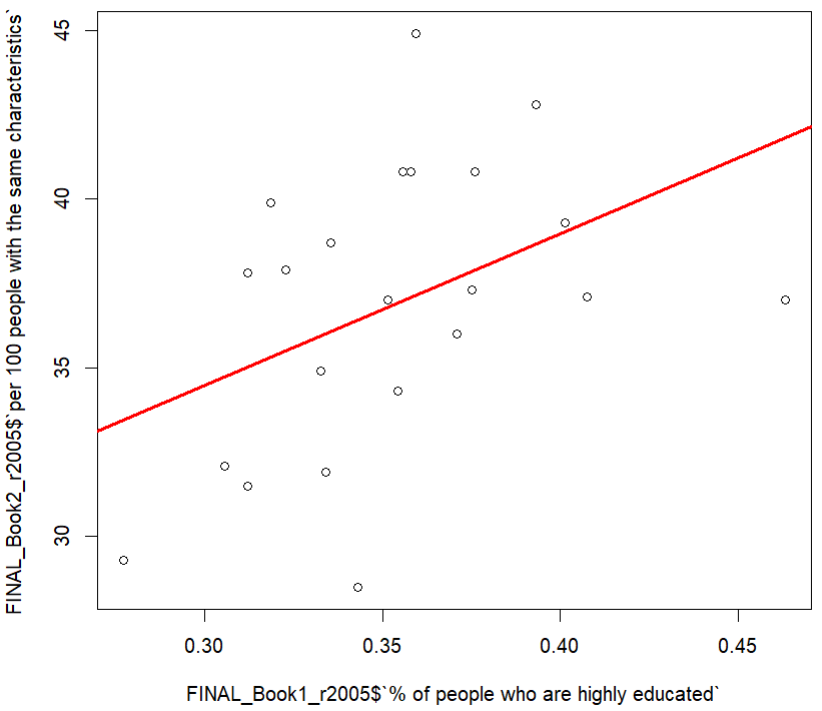 FINAL_Book2_r2005$`per 100 people with the same characteristics`
45
40
35
30
0.30 0.35 0.40 0.45
FINAL_Book1_r2005$`% of people who are highly educated`